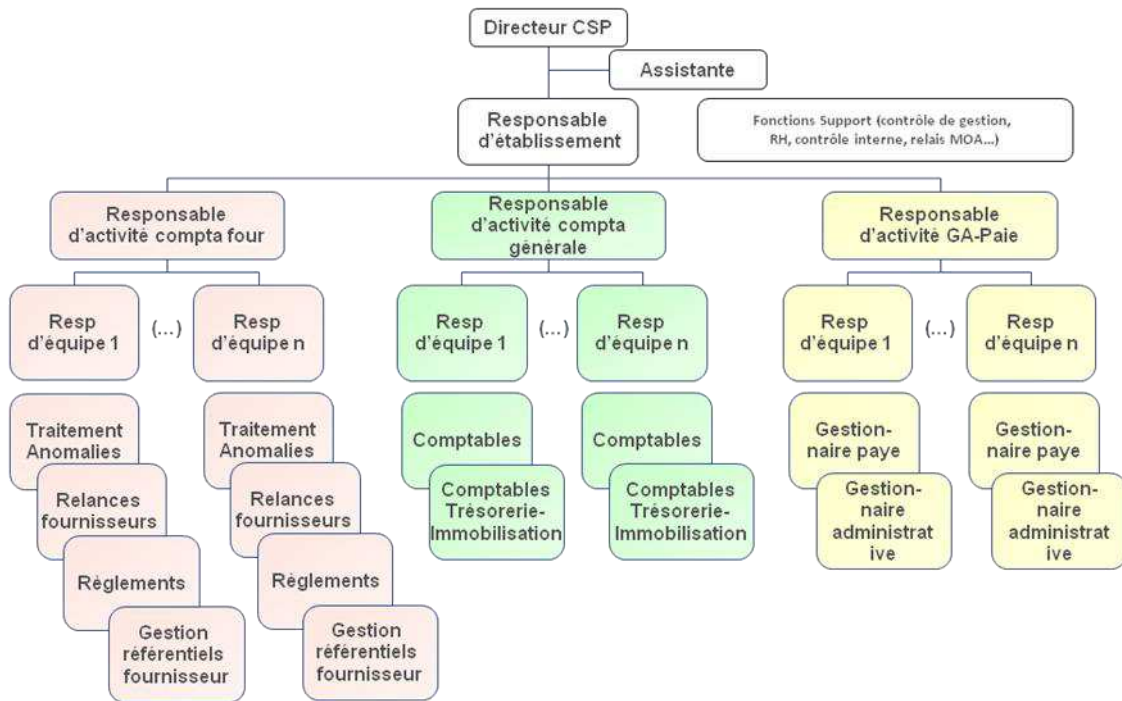 Directeur CSP
Assistante
Responsable
d'établissement
Fonctions Support (contrôle de gestion,
RH, contrôle interne, relais MOA...)
Responsable
d'activité compta four
Responsable
d'activité compta
générale
Responsable
d'activité GA-Paie
Resp
d'équipe 1
(...)
Resp
d'équipe n
Resp
d'équipe 1
(...)
Resp
d'équipe n
Resp
d'équipe 1
(...)
Resp
d'équipe n
Traitement
Anomalies
Relances
fournisseurs
Règlements
Gestion
référentiels
fournisseur
Traitement
Anomalies
Relances
fournisseurs
Règlements
Gestion
référentiels
fournisseur
Comptables
Comptables
Trésorerie-
Immobilisation
Comptables
Comptables
Trésorerie-
Immobilisation
Gestion-
naire paye
Gestion-
naire
administrat
ive
Gestion-
naire paye
Gestion-
naire
administrat
ive